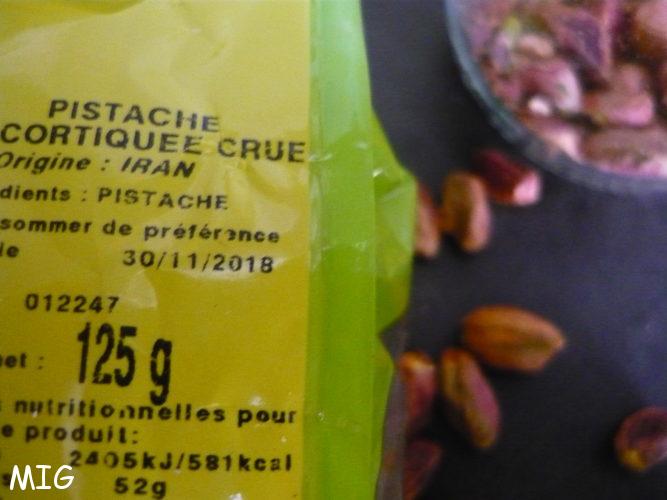 PISTACHE
CORTIQUEE CRUE
Origine : IRAN
dients : PISTACHE
sommer de préférence
le
30/11/2018
012247
net : 125 g
s nutritionnelles pour
e produit:
2405kJ/581kcal
52g
MIG